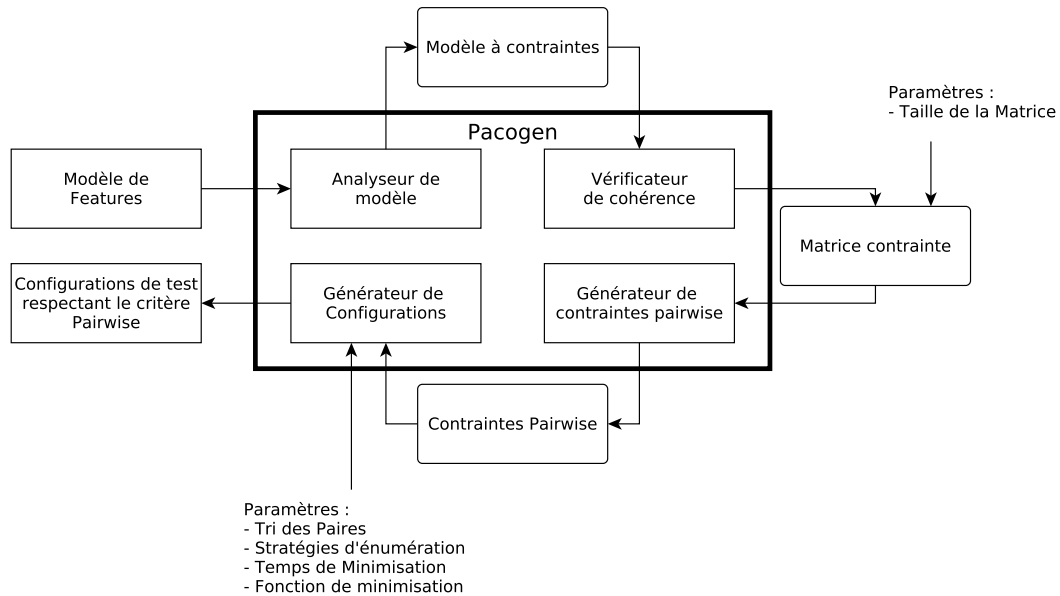 Modèle à contraintes
Paramètres :
- Taille de la Matrice
Pacogen
Modèle de
Features
Analyseur de
modèle
Vérificateur
de cohérence
Matrice contrainte
Configurations de test
respectant le critère
Pairwise
Générateur de
Configurations
Générateur de
contraintes pairwise
Contraintes Pairwise
Paramètres :
- Tri des Paires
- Stratégies d'énumération
- Temps de Minimisation
- Fonction de minimisation